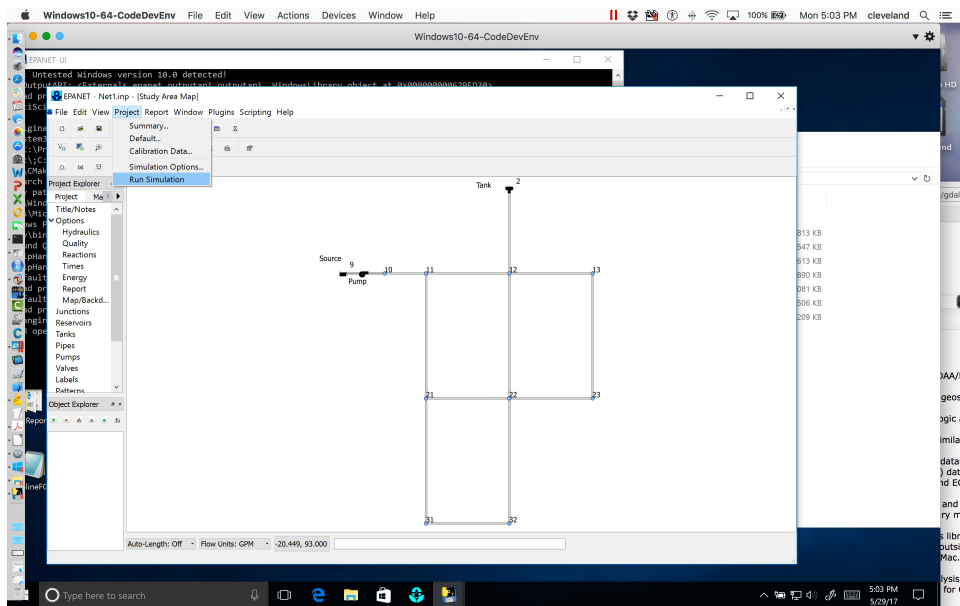 Windows10-64-CodeDevEnv File Edit View Actions Devices Window Help
100% Mon 5:03 PM cleveland
Windows10-64-CodeDevEnv
EPANET-UI
Untested Windows version 10.0 detected!
EPANET - Net1.inp - [Study Area Map]
File Edit View Project Report Window Plugins Scripting Help
Summary...
Default...
Calibration Data...
Simulation Options...
Run Simulation
Project Explorer
Project Ma
Title/Notes
Options
Hydraulics
Quality
Reactions
Times
Energy
Report
Map/Backd...
Junctions
Reservoirs
Tanks
Pipes
Pumps
Valves
Labels
Patterns
Object Explorer
Tank 2
Source
9 10 11 12 13
Pump
21 22 23
31 32
Auto-Length: Off Flow Units: GPM -20.449, 93.000
813 KB
547 KB
613 KB
890 KB
081 KB
506 KB
209 KB
HD
Type here to search
5:03 PM
5/29/17